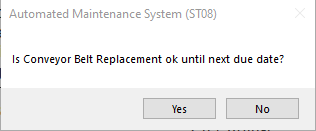 Automated Maintenance System (ST08)
Is Conveyor Belt Replacement ok until next due date?
Yes
No